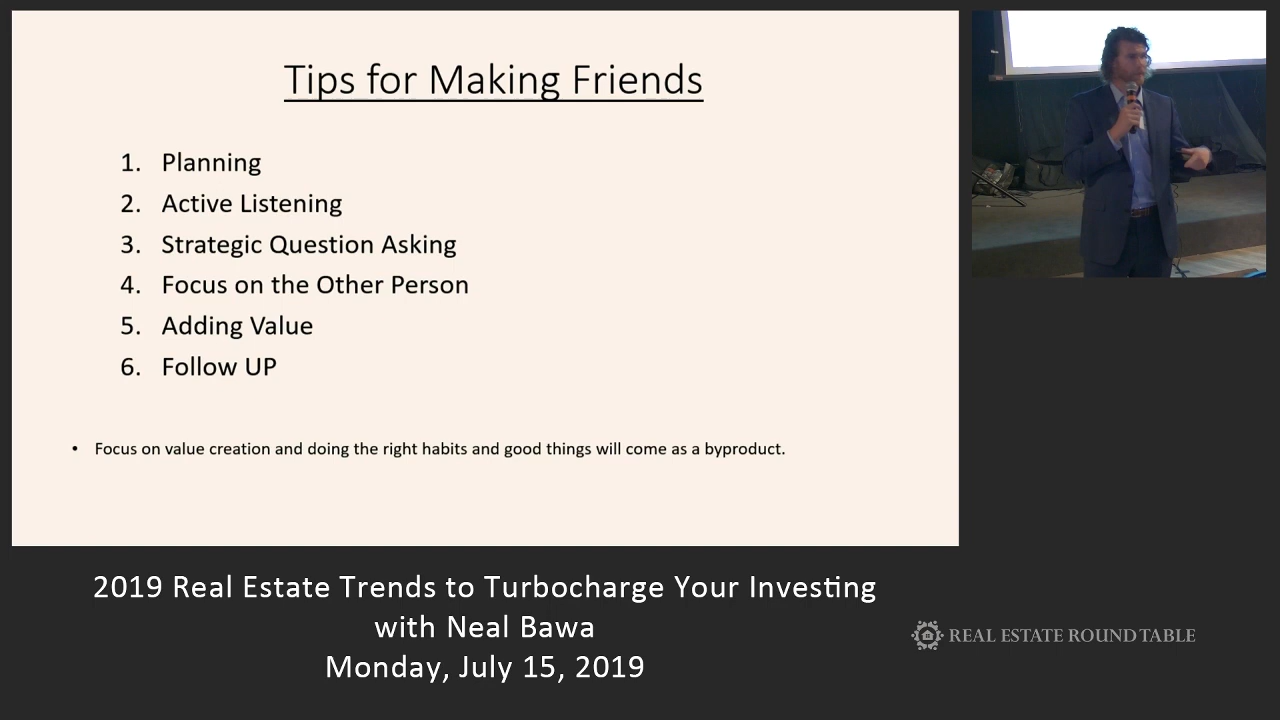 Tips for Making Friends
1. Planning
2. Active Listening
3. Strategic Question Asking
4. Focus on the Other Person
5. Adding Value
6. Follow UP
• Focus on value creation and doing the right habits and good things will come as a byproduct.
2019 Real Estate Trends to Turbocharge Your Investing
with Neal Bawa
Monday, July 15, 2019
REAL ESTATE ROUND TABLE